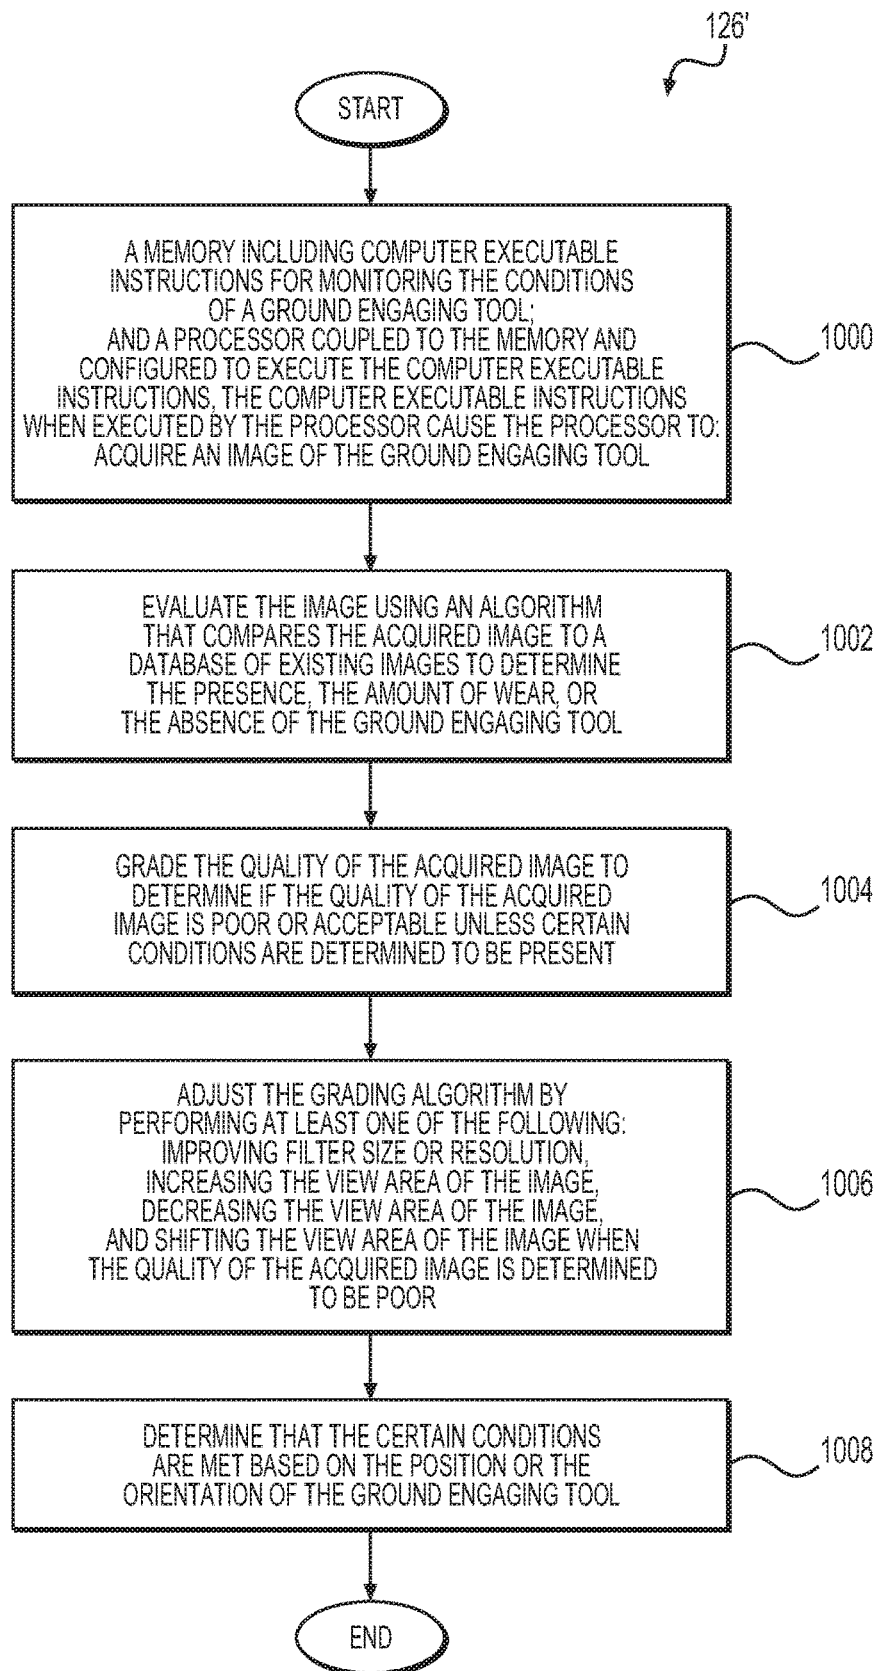 126'
START
A MEMORY INCLUDING COMPUTER EXECUTABLE
INSTRUCTIONS FOR MONITORING THE CONDITIONS
OF A GROUND ENGAGING TOOL;
AND A PROCESSOR COUPLED TO THE MEMORY AND
CONFIGURED TO EXECUTE THE COMPUTER EXECUTABLE
INSTRUCTIONS, THE COMPUTER EXECUTABLE INSTRUCTIONS
WHEN EXECUTED BY THE PROCESSOR CAUSE THE PROCESSOR TO:
ACQUIRE AN IMAGE OF THE GROUND ENGAGING TOOL
1000
EVALUATE THE IMAGE USING AN ALGORITHM
THAT COMPARES THE ACQUIRED IMAGE TO A
DATABASE OF EXISTING IMAGES TO DETERMINE
THE PRESENCE, THE AMOUNT OF WEAR, OR
THE ABSENCE OF THE GROUND ENGAGING TOOL
1002
GRADE THE QUALITY OF THE ACQUIRED IMAGE TO
DETERMINE IF THE QUALITY OF THE ACQUIRED
IMAGE IS POOR OR ACCEPTABLE UNLESS CERTAIN
CONDITIONS ARE DETERMINED TO BE PRESENT
1004
ADJUST THE GRADING ALGORITHM BY
PERFORMING AT LEAST ONE OF THE FOLLOWING:
IMPROVING FILTER SIZE OR RESOLUTION,
INCREASING THE VIEW AREA OF THE IMAGE,
DECREASING THE VIEW AREA OF THE IMAGE,
AND SHIFTING THE VIEW AREA OF THE IMAGE WHEN
THE QUALITY OF THE ACQUIRED IMAGE IS DETERMINED
TO BE POOR
1006
DETERMINE THAT THE CERTAIN CONDITIONS
ARE MET BASED ON THE POSITION OR THE
ORIENTATION OF THE GROUND ENGAGING TOOL
1008
END